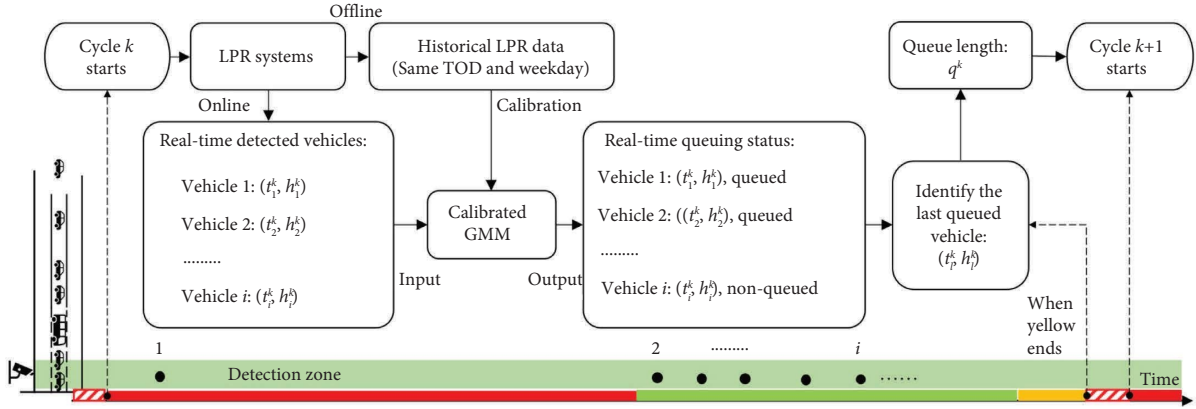 Offline
Cycle k
starts
LPR systems
Historical LPR data
(Same TOD and weekday)
Queue length:
q^k
Cycle k+1
starts
Online
Calibration
Real-time detected vehicles:
Vehicle 1: (t_1^k, h_1^k)
Vehicle 2: (t_2^k, h_2^k)
.........
Vehicle i: (t_i^k, h_i^k)
Input
Calibrated
GMM
Output
Real-time queuing status:
Vehicle 1: (t_1^k, h_1^k), queued
Vehicle 2: ((t_2^k, h_2^k), queued
.........
Vehicle i: (t_i^k, h_i^k), non-queued
Identify the
last queued
vehicle:
(t_l^k, h_l^k)
When
yellow
ends
1
2
.........
i
Detection zone
......
Time